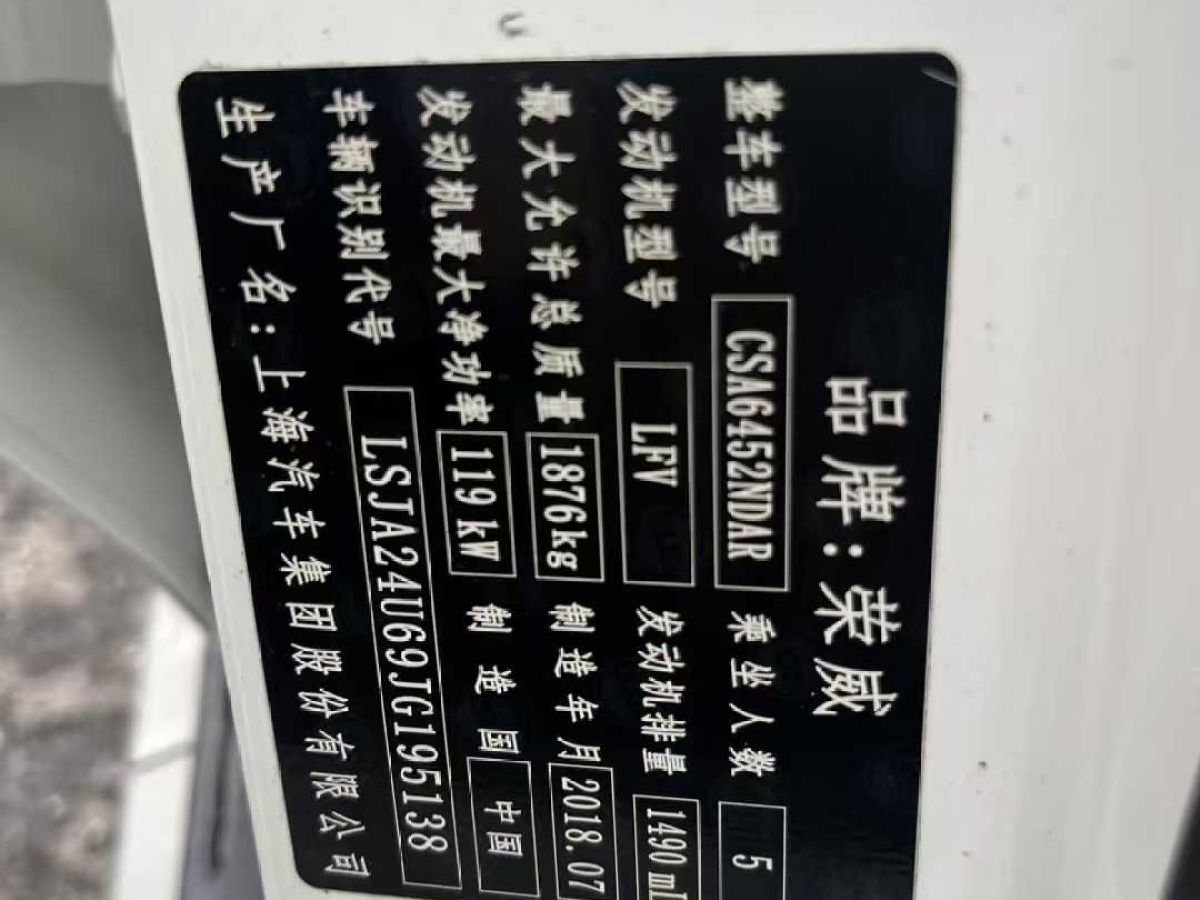 品牌:荣威
整车型号 CSA6452NDAR 乘坐人数 5
发动机型号 LFV 发动机排量 1490 ml
最大允许总质量 1876kg 制造年月 2018.07
发动机最大净功率 119kW 制造国 中国
车辆识别代号 LSJA24U69JG195138
生产厂名:上海汽车集团股份有限公司